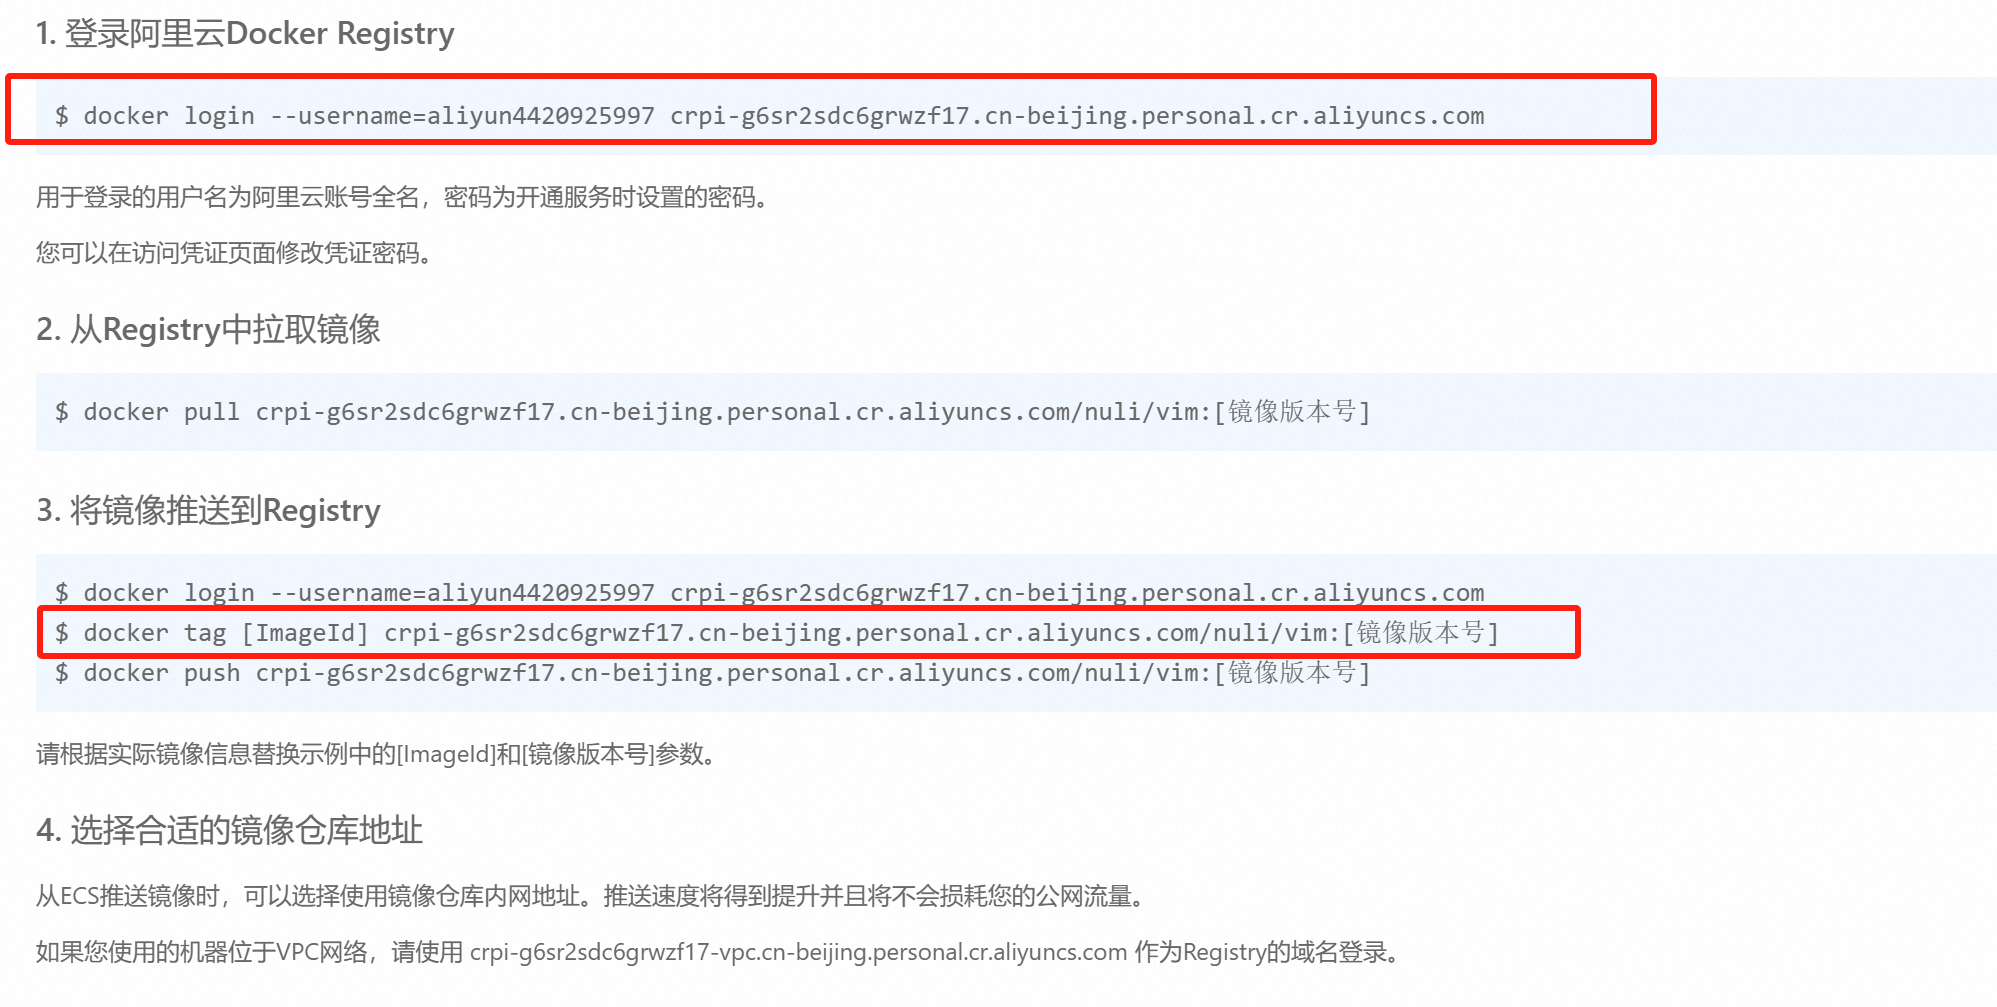 1. 登录阿里云Docker Registry
$ docker login --username=aliyun4420925997 crpi-g6sr2sdc6grwzf17.cn-beijing.personal.cr.aliyuncs.com
用于登录的用户名为阿里云账号全名，密码为开通服务时设置的密码。
您可以在访问凭证页面修改凭证密码。
2. 从Registry中拉取镜像
$ docker pull crpi-g6sr2sdc6grwzf17.cn-beijing.personal.cr.aliyuncs.com/nuli/vim:[镜像版本号]
3. 将镜像推送到Registry
$ docker login --username=aliyun4420925997 crpi-g6sr2sdc6grwzf17.cn-beijing.personal.cr.aliyuncs.com
$ docker tag [ImageId] crpi-g6sr2sdc6grwzf17.cn-beijing.personal.cr.aliyuncs.com/nuli/vim:[镜像版本号]
$ docker push crpi-g6sr2sdc6grwzf17.cn-beijing.personal.cr.aliyuncs.com/nuli/vim:[镜像版本号]
请根据实际镜像信息替换示例中的[ImageId]和[镜像版本号]参数。
4. 选择合适的镜像仓库地址
从ECS推送镜像时，可以选择使用镜像仓库内网地址。推送速度将得到提升并且将不会损耗您的公网流量。
如果您使用的机器位于VPC网络，请使用 crpi-g6sr2sdc6grwzf17-vpc.cn-beijing.personal.cr.aliyuncs.com 作为Registry的域名登录。